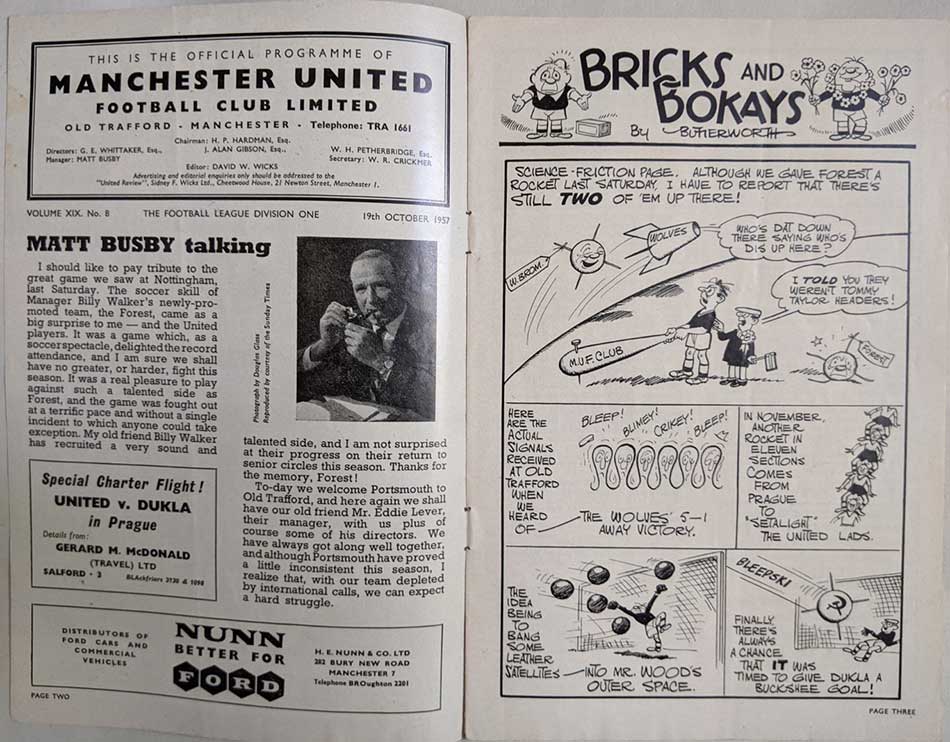 THIS IS THE OFFICIAL PROGRAMME OF
MANCHESTER UNITED
FOOTBALL CLUB LIMITED
OLD TRAFFORD - MANCHESTER - Telephone: TRA 1661
Chairman: H. P. HARDMAN, Esq.
Directors: G. E. WHITTAKER, Esq., J. ALAN GIBSON, Esq., W. H. PETHERBRIDGE, Esq.
Manager: MATT BUSBY Secretary: W. R. CRICKMER
Editor: DAVID W. WICKS
Advertising and editorial enquiries only should be addressed to the
"United Review", Sidney F. Wicks Ltd., Cheetwood House, 21 Newton Street, Manchester 1.
VOLUME XIX. No. 8 THE FOOTBALL LEAGUE DIVISION ONE 19th OCTOBER 1957
MATT BUSBY talking
I should like to pay tribute to the
great game we saw at Nottingham,
last Saturday. The soccer skill of
Manager Billy Walker's newly-pro-
moted team, the Forest, came as a
big surprise to me — and the United
players. It was a game which, as a
soccer spectacle, delighted the record
attendance, and I am sure we shall
have no greater, or harder, fight this
season. It was a real pleasure to play
against such a talented side as
Forest, and the game was fought out
at a terrific pace and without a single
incident to which anyone could take
exception. My old friend Billy Walker
has recruited a very sound and
Photograph by Douglas Glass
Reproduced by courtesy of the Sunday Times
talented side, and I am not surprised
at their progress on their return to
senior circles this season. Thanks for
the memory, Forest!
To-day we welcome Portsmouth to
Old Trafford, and here again we shall
have our old friend Mr. Eddie Lever,
their manager, with us plus of
course some of his directors. We
have always got along well together,
and although Portsmouth have proved
a little inconsistent this season, I
realize that, with our team depleted
by international calls, we can expect
a hard struggle.
Special Charter Flight!
UNITED v. DUKLA
in Prague
Details from:
GERARD M. McDONALD
(TRAVEL) LTD
SALFORD · 3 BLAckfriars 3130 & 1098
DISTRIBUTORS OF
FORD CARS AND
COMMERCIAL
VEHICLES
NUNN
BETTER FOR
FORD
H. E. NUNN & CO. LTD
282 BURY NEW ROAD
MANCHESTER 7
Telephone BROughton 2201
PAGE TWO
BRICKS AND
BOKAYS
By BUTTERWORTH
SCIENCE-FRICTION PAGE. ALTHOUGH WE GAVE FOREST A
ROCKET LAST SATURDAY, I HAVE TO REPORT THAT THERE'S
STILL TWO OF 'EM UP THERE!
W. BROM.
WOLVES
WHO'S DAT DOWN
THERE SAYING WHO'S
DIS UP HERE?
I TOLD YOU THEY
WEREN'T TOMMY
TAYLOR HEADERS!
M.U.F. CLUB
FOREST
HERE
ARE THE
ACTUAL
SIGNALS
RECEIVED
AT OLD
TRAFFORD
WHEN
WE
HEARD
OF —
BLEEP!
BLIMEY!
CRIKEY!
BLEEP!
THE WOLVES' 5-1
AWAY VICTORY.
IN NOVEMBER,
ANOTHER
ROCKET IN
ELEVEN
SECTIONS
COMES
FROM
PRAGUE
TO
"SETALIGHT"
THE UNITED LADS.
THE
IDEA
BEING
TO
BANG
SOME
LEATHER
SATELLITES — INTO MR. WOOD'S
OUTER SPACE.
BLEEPSKI
FINALLY,
THERE'S
ALWAYS
A CHANCE
THAT IT WAS
TIMED TO GIVE DUKLA A
BUCKSHEE GOAL!
PAGE THREE